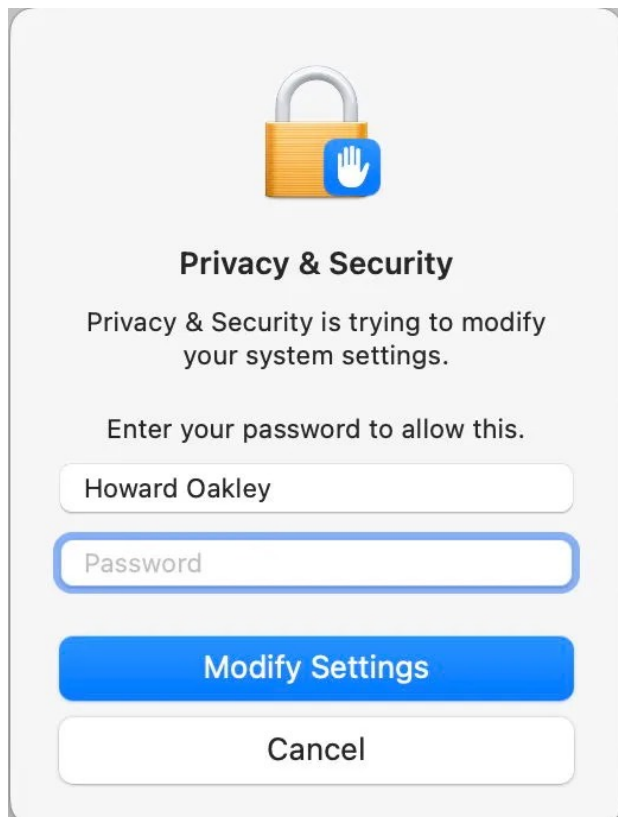 Privacy & Security
Privacy & Security is trying to modify
your system settings.
Enter your password to allow this.
Howard Oakley
Password
Modify Settings
Cancel